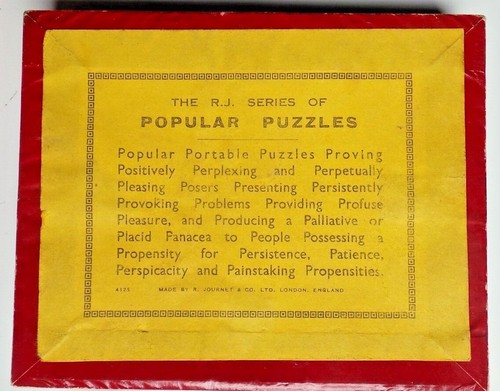 THE R.J. SERIES OF
POPULAR PUZZLES
Popular Portable Puzzles Proving
Positively Perplexing and Perpetually
Pleasing Posers Presenting Persistently
Provoking Problems Providing Profuse
Pleasure, and Producing a Palliative or
Placid Panacea to People Possessing a
Propensity for Persistence, Patience,
Perspicacity and Painstaking Propensities.
MADE BY R. JOURNET & CO. LTD, LONDON, ENGLAND